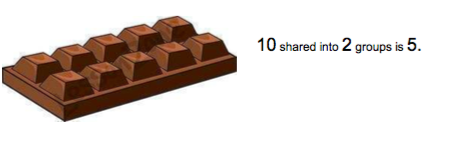 10 shared into 2 groups is 5.